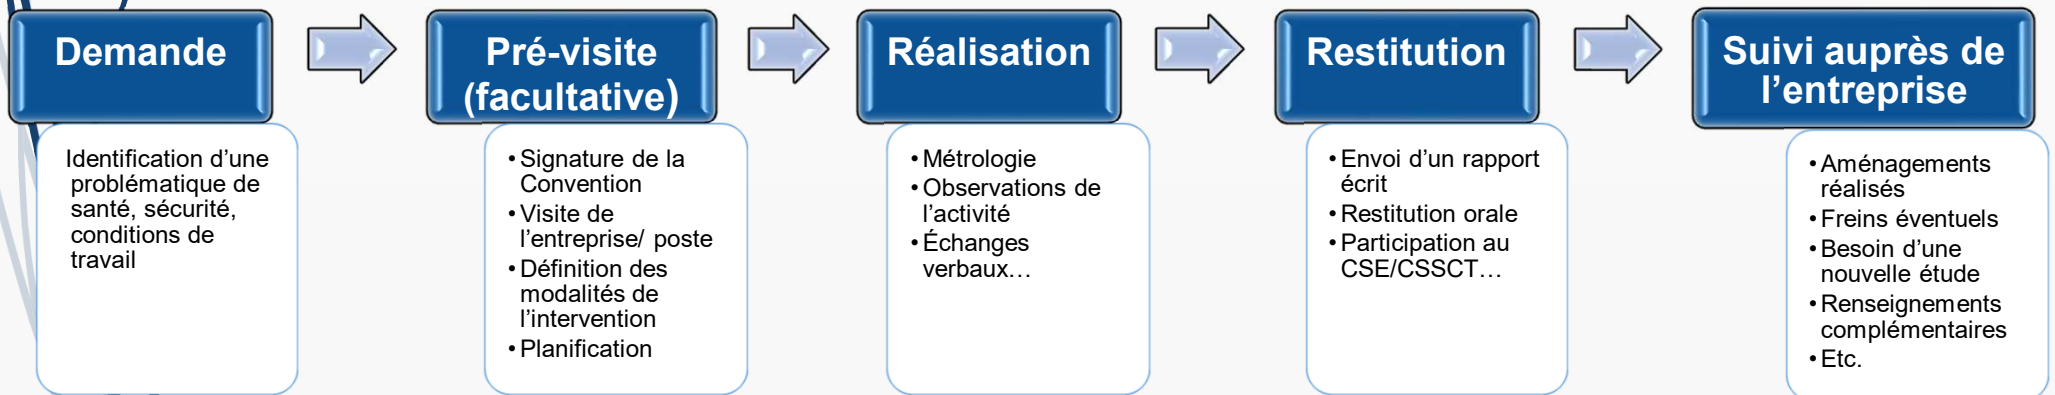 Demande
Identification d’une
problématique de
santé, sécurité,
conditions de
travail
Pré-visite
(facultative)
• Signature de la
Convention
• Visite de
l’entreprise/ poste
• Définition des
modalités de
l’intervention
• Planification
Réalisation
• Métrologie
• Observations de
l’activité
• Échanges
verbaux…
Restitution
• Envoi d’un rapport
écrit
• Restitution orale
• Participation au
CSE/CSSCT…
Suivi auprès de
l’entreprise
• Aménagements
réalisés
• Freins éventuels
• Besoin d’une
nouvelle étude
• Renseignements
complémentaires
• Etc.